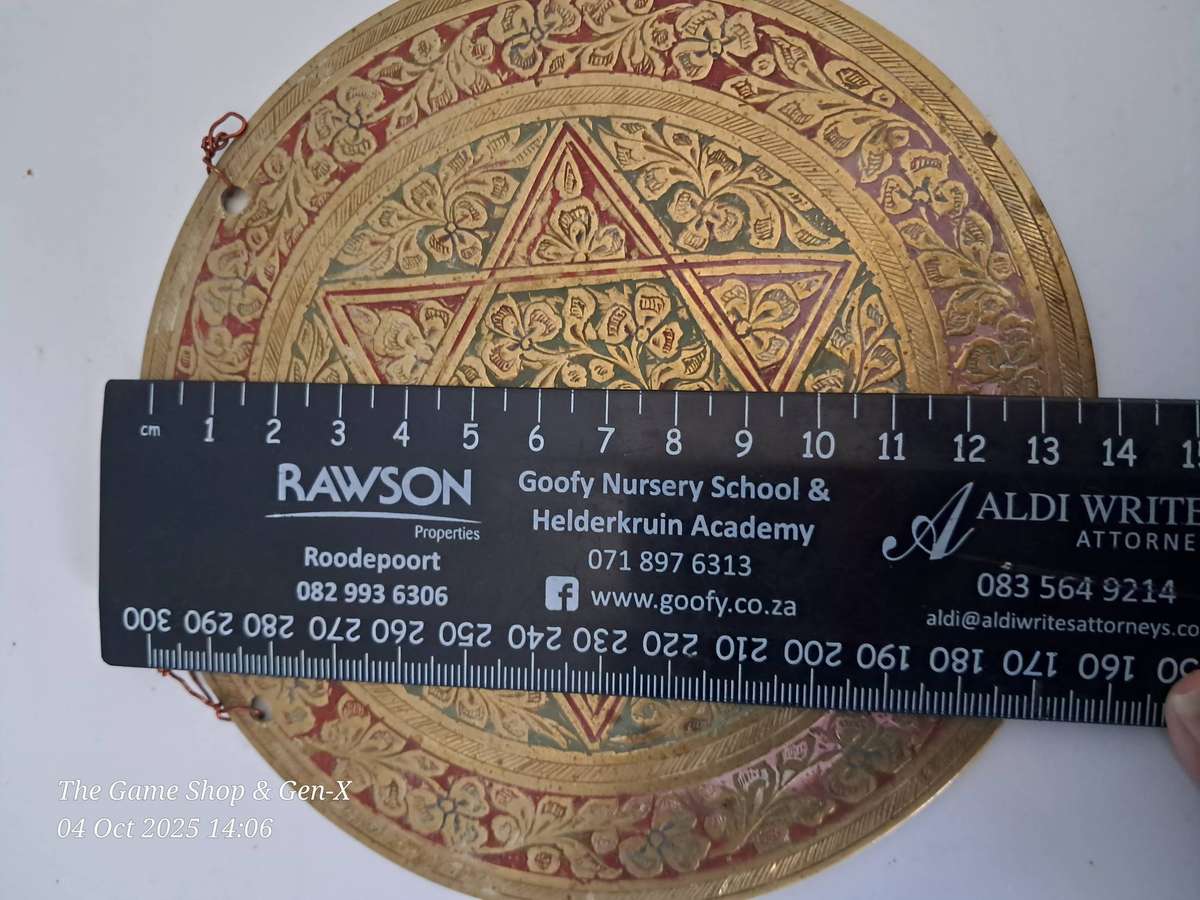 cm 1 2 3 4 5 6 7 8 9 10 11 12 13 14
RAWSON
Properties
Roodepoort
082 993 6306
Goofy Nursery School &
Helderkruin Academy
071 897 6313
www.goofy.co.za
ALDI WRITE
ATTORNE
083 564 9214
aldi@aldiwritesattorneys.co
300 290 280 270 260 250 240 230 220 210 200 190 180 170 160
The Game Shop & Gen-X
04 Oct 2025 14:06